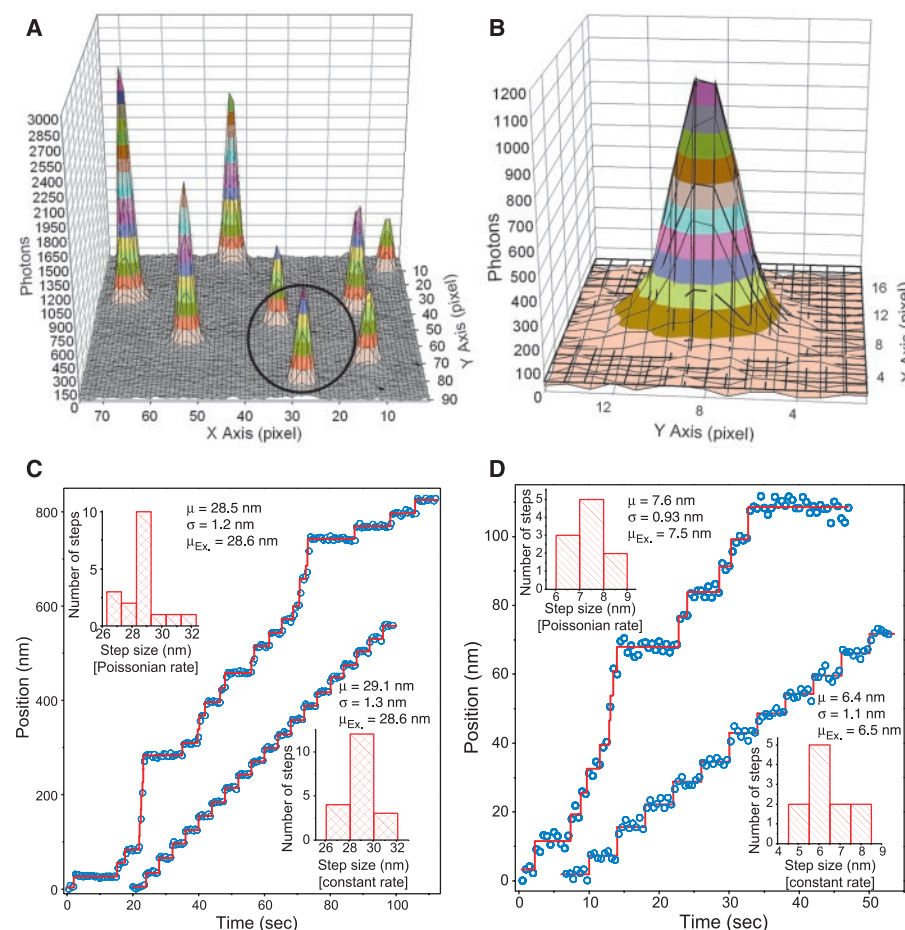 A
3000
2850
2700
2550
2400
2250
2100
1950
1800
1650
1500
1350
1200
1050
900
750
600
450
300
150
Photons
70 60 50 40 30 20 10
X Axis (pixel)
10
20
30
40
50
60
70
80
90
Y Axis (pixel)
B
1200
1100
1000
900
800
700
600
500
400
300
200
100
0
Photons
12 8 4
Y Axis (pixel)
16
12
8
4
X Axis (pixel)
C
800
600
400
200
0
Position (nm)
10
5
0
Number of steps
26 28 30 32
Step size (nm)
[Poissonian rate]
μ = 28.5 nm
σ = 1.2 nm
μEx. = 28.6 nm
μ = 29.1 nm
σ = 1.3 nm
μEx. = 28.6 nm
10
5
0
Number of steps
26 28 30 32
Step size (nm)
[constant rate]
0 20 40 60 80 100
Time (sec)
D
100
80
60
40
20
0
Position (nm)
5
4
3
2
1
0
Number of steps
6 7 8 9
Step size (nm)
[Poissonian rate]
μ = 7.6 nm
σ = 0.93 nm
μEx. = 7.5 nm
μ = 6.4 nm
σ = 1.1 nm
μEx. = 6.5 nm
5
4
3
2
1
0
Number of steps
4 5 6 7 8 9
Step size (nm)
[constant rate]
0 10 20 30 40 50
Time (sec)